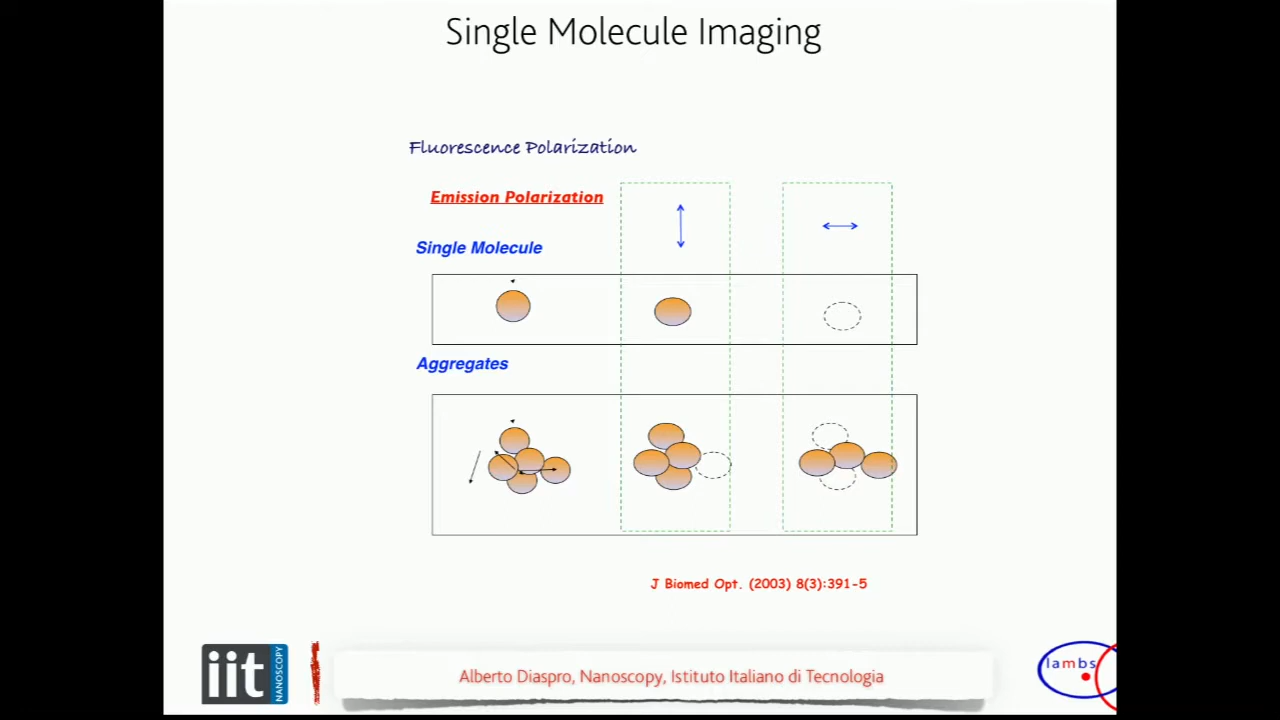 Single Molecule Imaging
Fluorescence Polarization
Emission Polarization
Single Molecule
Aggregates
J Biomed Opt. (2003) 8(3):391-5
iit
NANOSCOPY
Alberto Diaspro, Nanoscopy, Istituto Italiano di Tecnologia
lambs